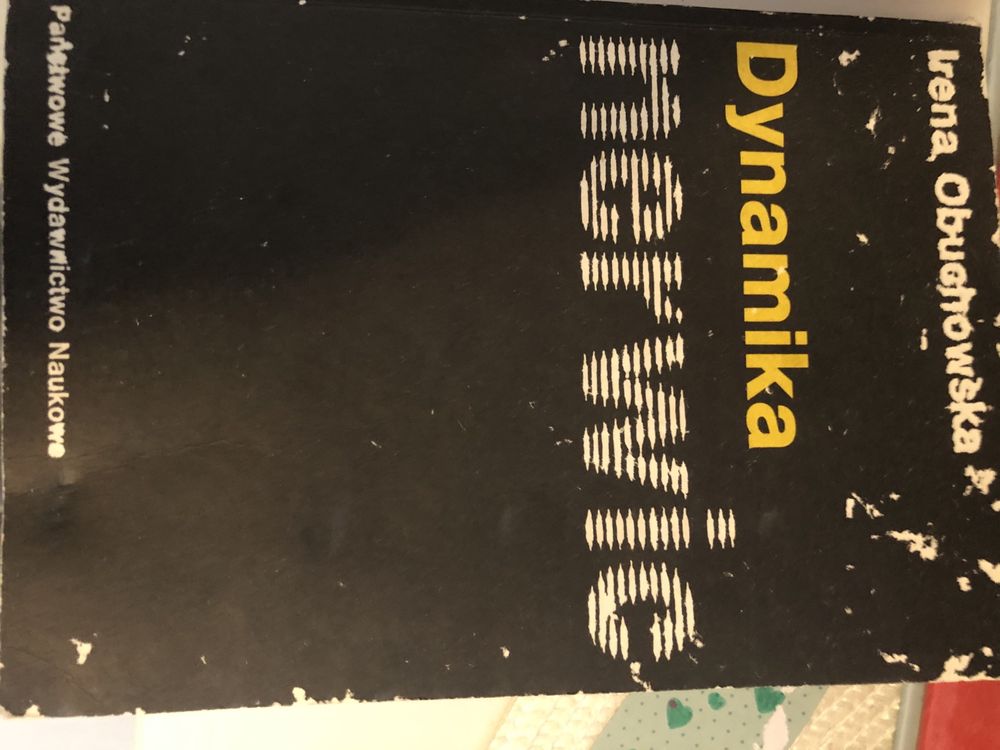 Irena Obuchowska
Dynamika
nerwic
Państwowe Wydawnictwo Naukowe